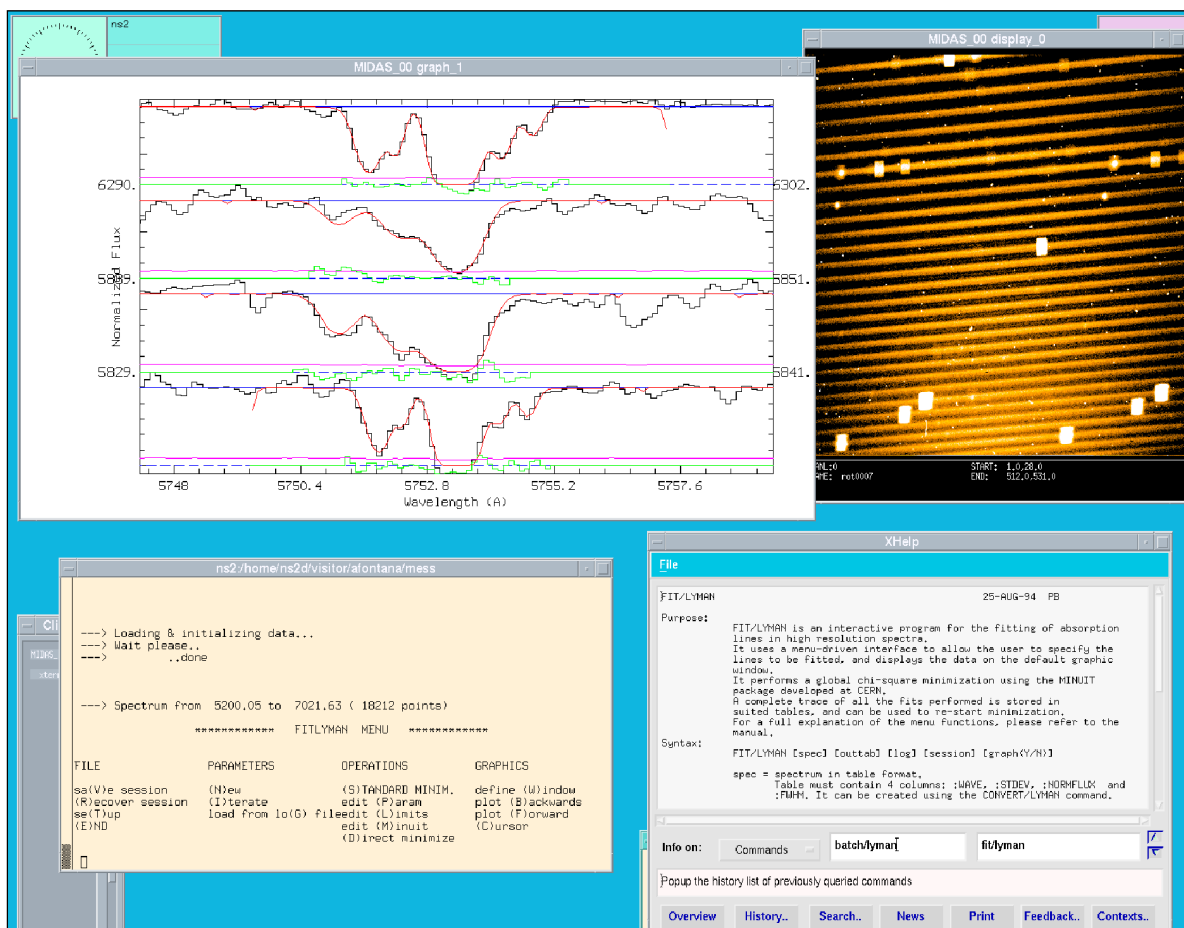 ns2
MIDAS_00 graph_1
MIDAS_00 display_0
6290.
6302.
Normalized Flux
5851.
5829.
5841.
5748
5750.4
5752.8
5755.2
5757.6
Wavelength (A)
START: 1.0,28.0
END: 512.0,531.0
ns2:/home/ns2d/visitor/afontana/mess
---> Loading & initializing data...
---> Wait please..
---> ..done
---> Spectrum from 5200.05 to 7021.63 ( 18212 points)
************ FITLYMAN MENU ************
FILE PARAMETERS OPERATIONS GRAPHICS
sa(V)e session (N)ew (S)TANDARD MINIM. define (W)indow
(R)ecover session (I)terate edit (P)aram plot (B)ackwards
se(T)up load from lo(G) fileedit (L)imits plot (F)orward
(E)ND edit (M)inuit (C)ursor
(D)irect minimize
Cli
MIDAS_
xterm
XHelp
File
FIT/LYMAN 25-AUG-94 PB
Purpose:
FIT/LYMAN is an interactive program for the fitting of absorption
lines in high resolution spectra.
It uses a menu-driven interface to allow the user to specify the
lines to be fitted, and displays the data on the default graphic
window.
It performs a global chi-square minimization using the MINUIT
package developed at CERN.
A complete trace of all the fits performed is stored in
suited tables, and can be used to re-start minimization.
For a full explanation of the menu functions, please refer to the
manual.
Syntax:
FIT/LYMAN [spec] [outtab] [log] [session] [graph(Y/N)]
spec = spectrum in table format.
Table must contain 4 columns: :WAVE, :STDEV, :NORMFLUX and
:FWHM. It can be created using the CONVERT/LYMAN command.
Info on: Commands batch/lyman fit/lyman
Popup the history list of previously queried commands
Overview History.. Search.. News Print Feedback.. Contexts..